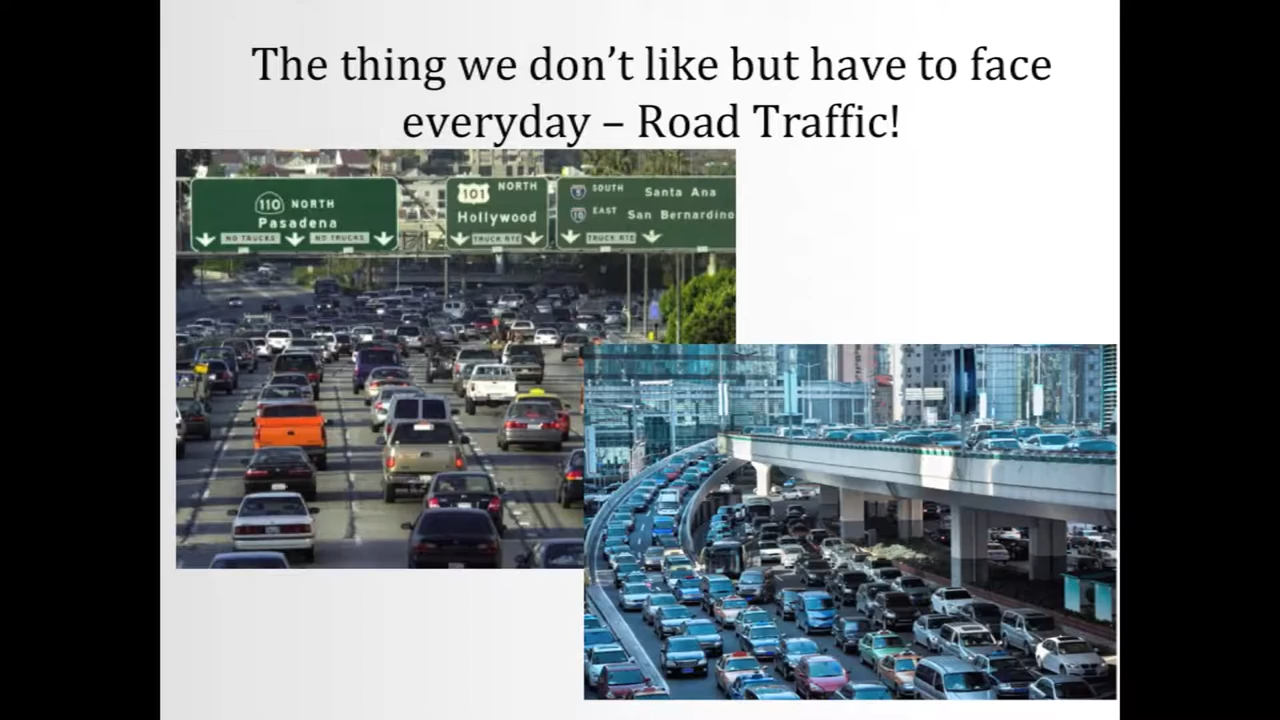 The thing we don’t like but have to face
everyday – Road Traffic!
110 NORTH
Pasadena
NO TRUCKS NO TRUCKS
101 NORTH
Hollywood
TRUCK RTE
5 SOUTH Santa Ana
10 EAST San Bernardino
TRUCK RTE